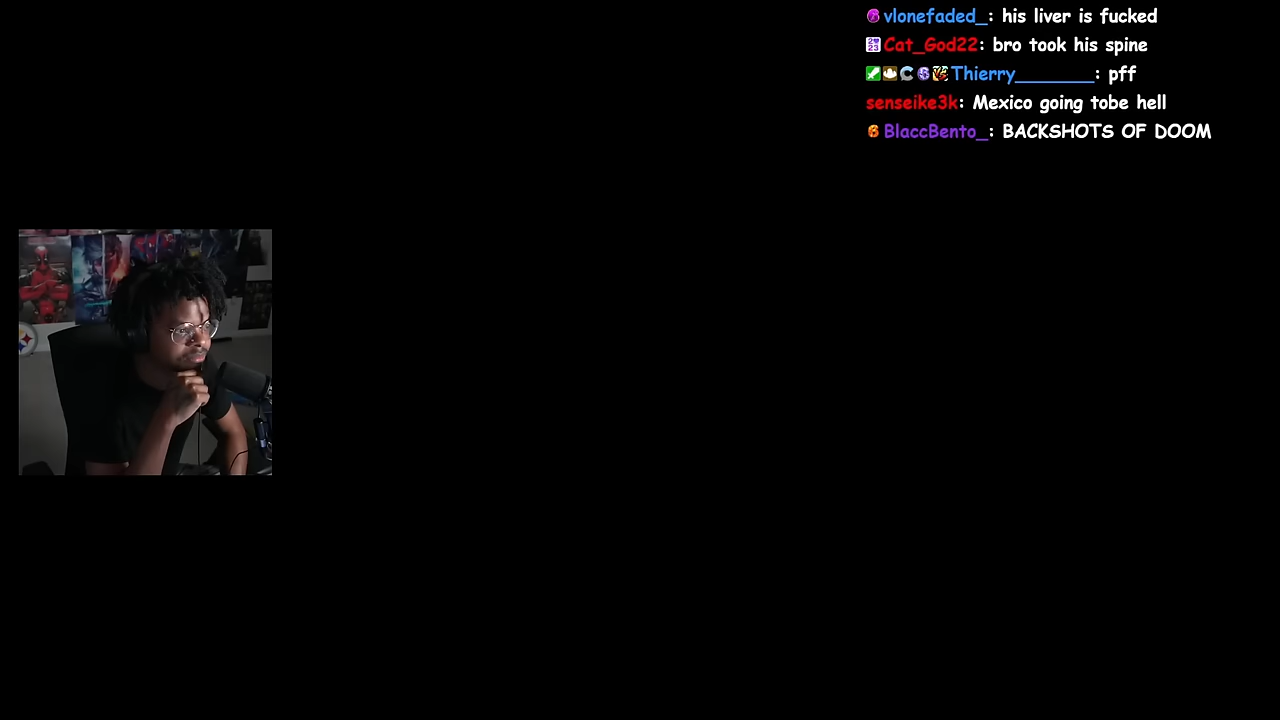 vlonefaded_: his liver is fucked
Cat_God22: bro took his spine
Thierry_______: pff
senseike3k: Mexico going tobe hell
BlaccBento_: BACKSHOTS OF DOOM